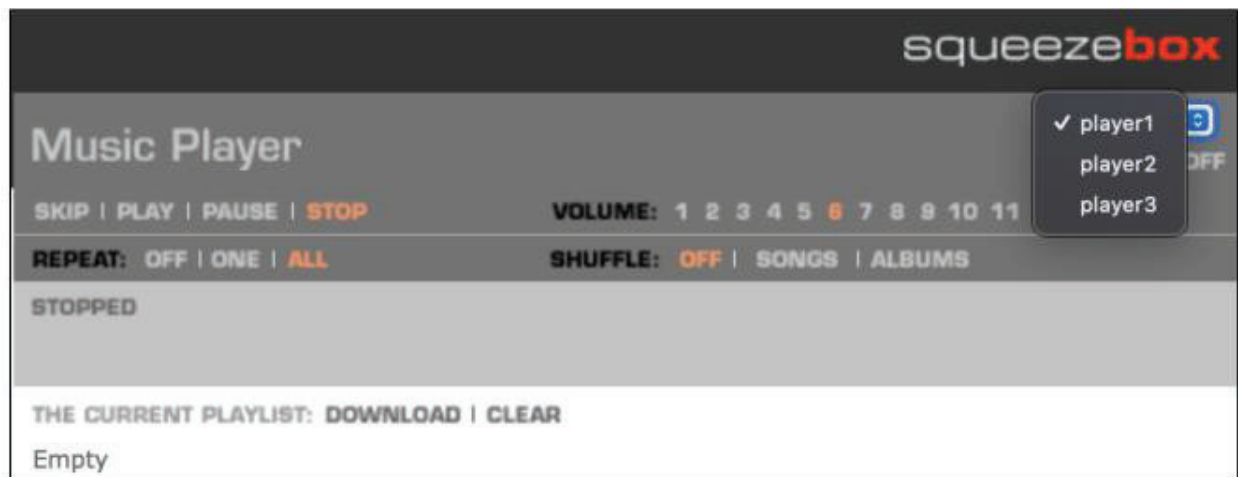 squeezebox
Music Player
✓ player1
player2
player3
OFF
SKIP | PLAY | PAUSE | STOP
VOLUME: 1 2 3 4 5 6 7 8 9 10 11
REPEAT: OFF | ONE | ALL
SHUFFLE: OFF | SONGS | ALBUMS
STOPPED
THE CURRENT PLAYLIST: DOWNLOAD | CLEAR
Empty